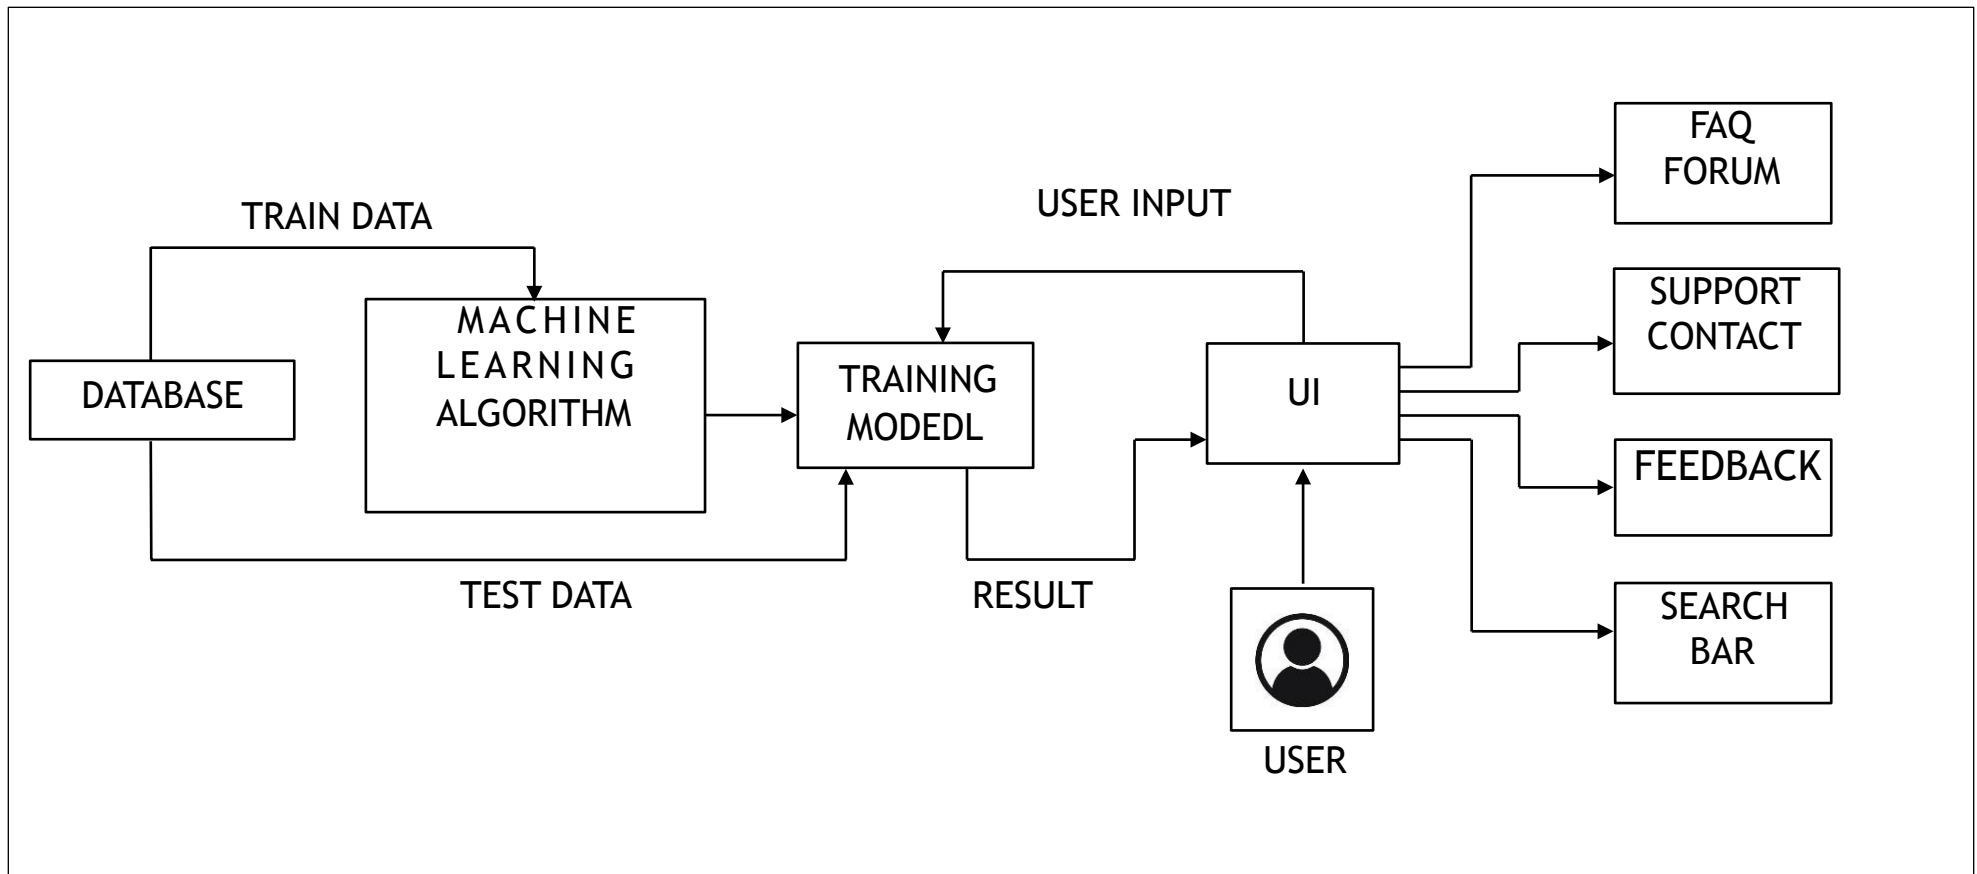 TRAIN DATA
DATABASE
MACHINE
LEARNING
ALGORITHM
TEST DATA
TRAINING
MODEDL
USER INPUT
RESULT
UI
USER
FAQ
FORUM
SUPPORT
CONTACT
FEEDBACK
SEARCH
BAR